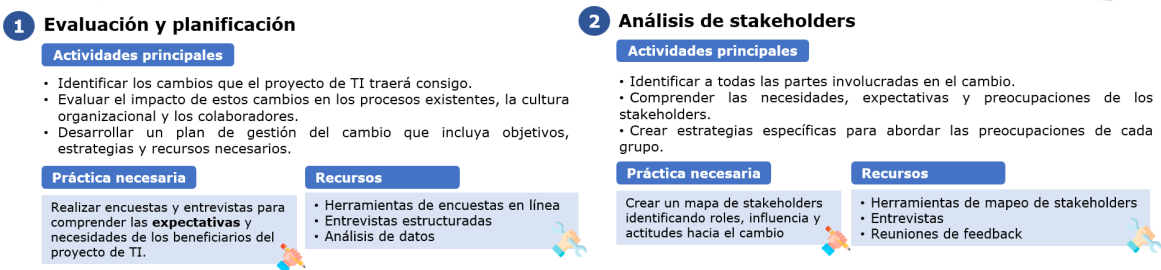 1 Evaluación y planificación
Actividades principales
• Identificar los cambios que el proyecto de TI traerá consigo.
• Evaluar el impacto de estos cambios en los procesos existentes, la cultura
organizacional y los colaboradores.
• Desarrollar un plan de gestión del cambio que incluya objetivos,
estrategias y recursos necesarios.
Práctica necesaria
Realizar encuestas y entrevistas para
comprender las expectativas y
necesidades de los beneficiarios del
proyecto de TI.
Recursos
• Herramientas de encuestas en línea
• Entrevistas estructuradas
• Análisis de datos
2 Análisis de stakeholders
Actividades principales
• Identificar a todas las partes involucradas en el cambio.
• Comprender las necesidades, expectativas y preocupaciones de los
stakeholders.
• Crear estrategias específicas para abordar las preocupaciones de cada
grupo.
Práctica necesaria
Crear un mapa de stakeholders
identificando roles, influencia y
actitudes hacia el cambio
Recursos
• Herramientas de mapeo de stakeholders
• Entrevistas
• Reuniones de feedback